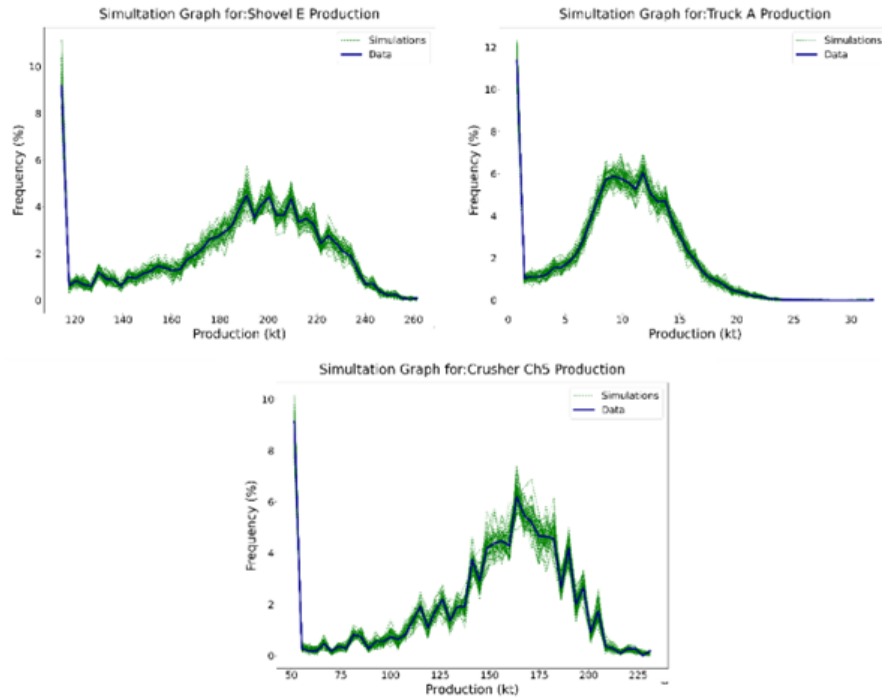 Simultation Graph for:Shovel E Production
Simulations
Data
10
8
6
4
2
0
Frequency (%)
120 140 160 180 200 220 240 260
Production (kt)
Simultation Graph for:Truck A Production
Simulations
Data
12
10
8
6
4
2
0
Frequency (%)
0 5 10 15 20 25 30
Production (kt)
Simultation Graph for:Crusher Ch5 Production
Simulations
Data
10
8
6
4
2
0
Frequency (%)
50 75 100 125 150 175 200 225
Production (kt)